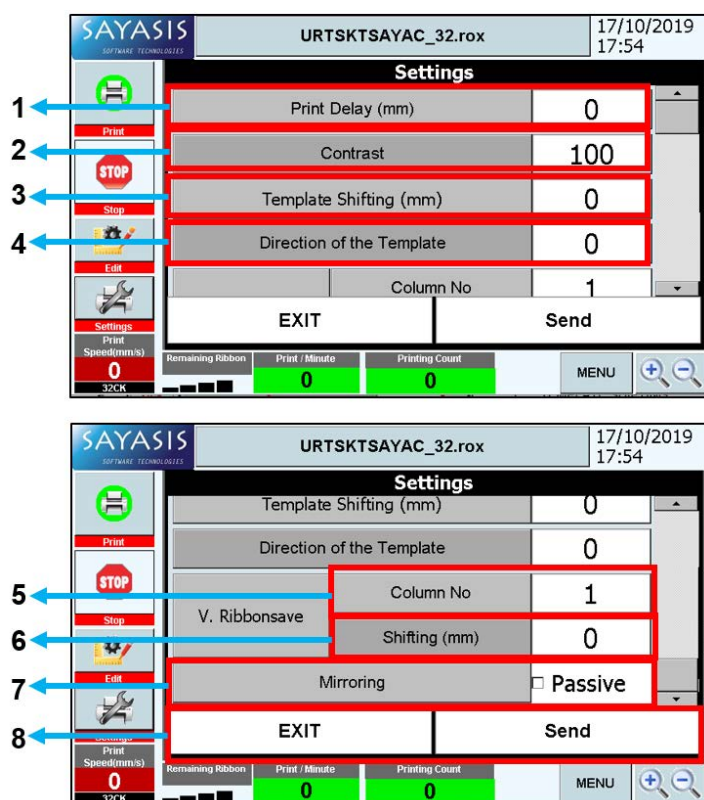 SAYASIS
SOFTWARE TECHNOLOGIES
URTSKTSAYAC_32.rox
17/10/2019
17:54
Settings
1
Print Delay (mm)
0
Print
2
Contrast
100
STOP
3
Template Shifting (mm)
0
Stop
4
Direction of the Template
0
Edit
Column No
1
EXIT
Send
Settings
Print
Speed(mm/s)
0
32CK
Remaining Ribbon
Print / Minute
0
Printing Count
0
MENU
SAYASIS
SOFTWARE TECHNOLOGIES
URTSKTSAYAC_32.rox
17/10/2019
17:54
Settings
Template Shifting (mm)
0
Print
Direction of the Template
0
STOP
5
V. Ribbonsave
Column No
1
Stop
6
Shifting (mm)
0
Edit
7
Mirroring
Passive
8
EXIT
Send
Settings
Print
Speed(mm/s)
0
32CK
Remaining Ribbon
Print / Minute
0
Printing Count
0
MENU